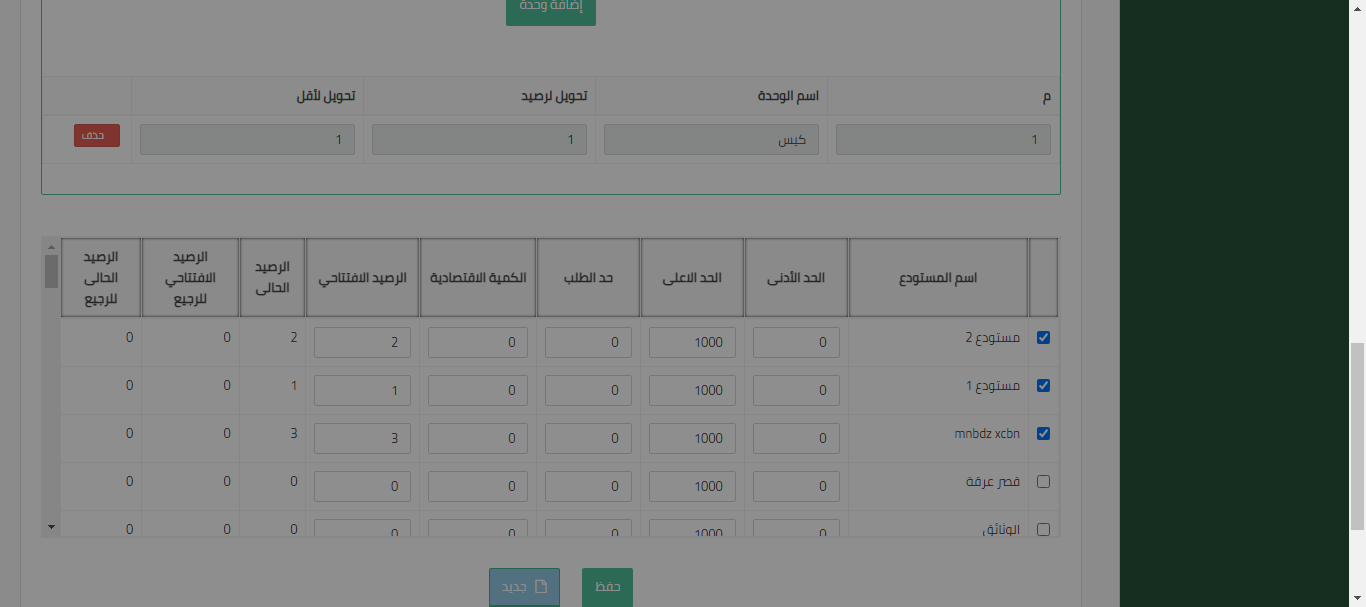 إضافة وحدة
م اسم الوحدة تحويل لرصيد تحويل لأقل
1 كيس 1 1 حذف
اسم المستودع الحد الأدنى الحد الاعلى حد الطلب الكمية الاقتصادية الرصيد الافتتاحي الرصيد الحالى الرصيد الافتتاحي للرجيع الرصيد الحالى للرجيع
مستودع 2 0 1000 0 0 2 2 0 0
مستودع 1 0 1000 0 0 1 1 0 0
mnbdz xcbn 0 1000 0 0 3 3 0 0
قصر عرقة 0 1000 0 0 0 0 0 0
الوثائق 0 1000 0 0 0 0 0 0
حفظ جديد